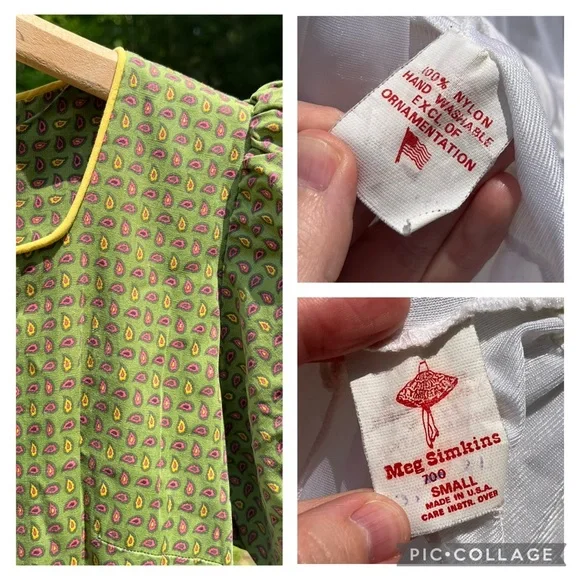 100% NYLON
HAND WASHABLE
EXCL OF
ORNAMENTATION
Meg Simkins
700
SMALL
MADE IN U.S.A.
CARE INSTR. OVER
PIC•COLLAGE